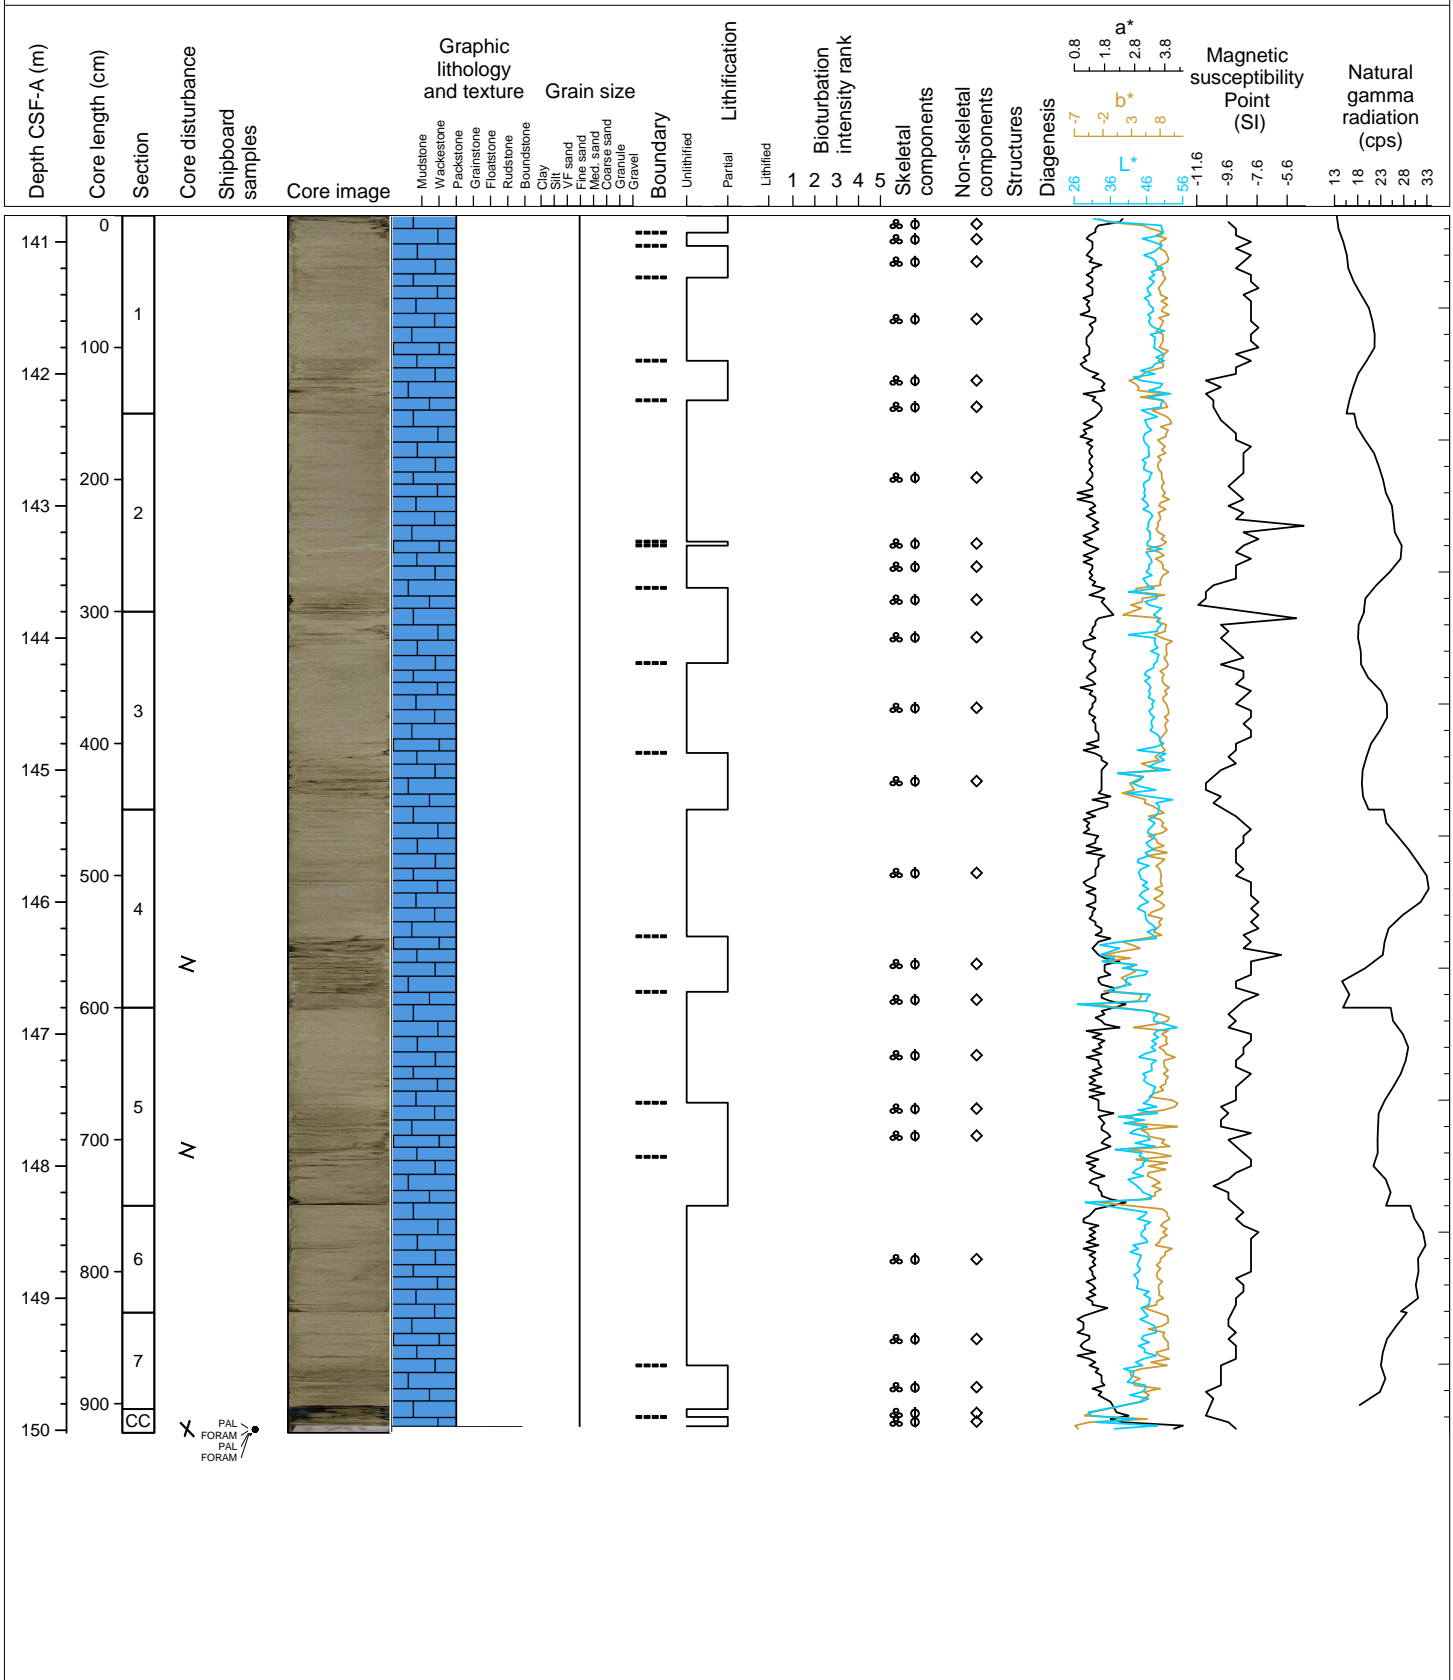 Depth CSF-A (m)
Core length (cm)
Section
Core disturbance
Shipboard
samples
Core image
Graphic
lithology
and texture
Mudstone
Wackestone
Packstone
Grainstone
Floatstone
Rudstone
Boundstone
Grain size
Clay
Silt
VF sand
Fine sand
Med. sand
Coarse sand
Granule
Gravel
Boundary
Lithification
Unlithified
Partial
Lithified
Bioturbation
intensity rank
1 2 3 4 5
Skeletal
components
Non-skeletal
components
Structures
Diagenesis
a*
0.8 1.8 2.8 3.8
b*
-7 -2 3 8
L*
26 36 46 56
Magnetic
susceptibility
Point
(SI)
-11.6 -9.6 -7.6 -5.6
Natural
gamma
radiation
(cps)
13 18 23 28 33
0
141
1
100
142
200
143
2
300
144
3
400
145
500
146
4
600
147
5
700
148
6
800
149
7
900
CC
150
PAL
FORAM
PAL
FORAM